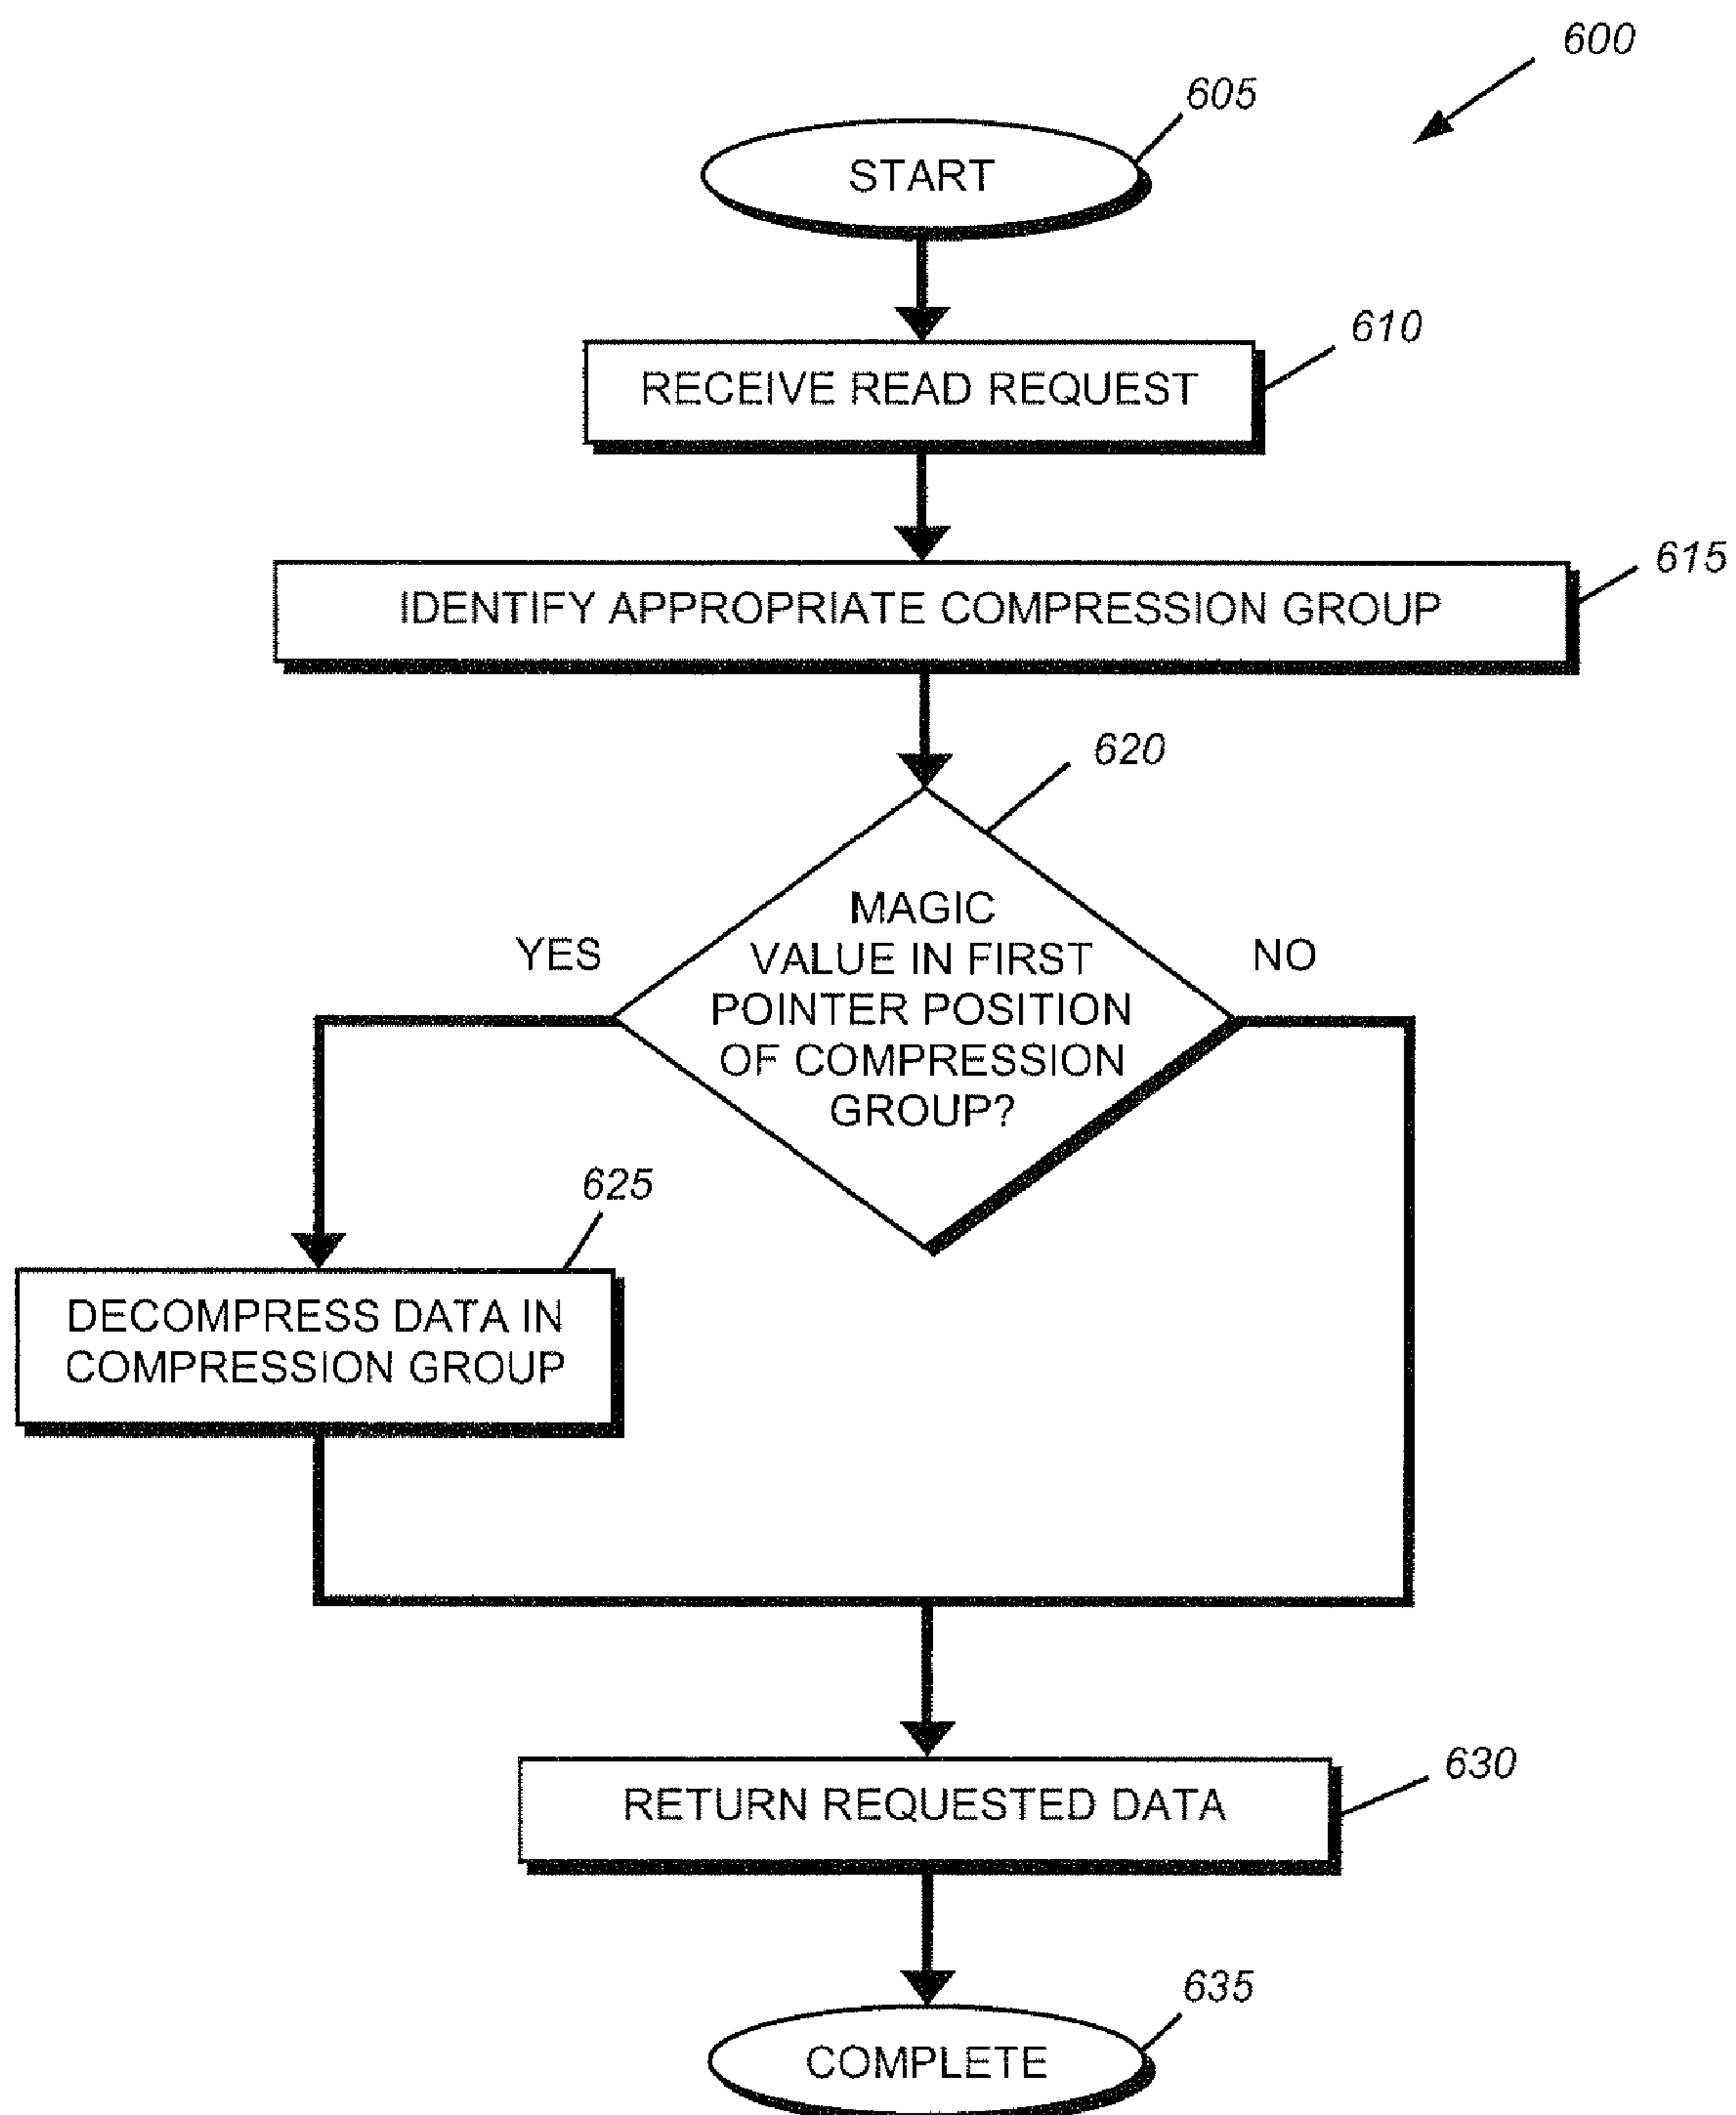 600
605
START
610
RECEIVE READ REQUEST
615
IDENTIFY APPROPRIATE COMPRESSION GROUP
620
MAGIC
VALUE IN FIRST
POINTER POSITION
OF COMPRESSION
GROUP?
YES
NO
625
DECOMPRESS DATA IN
COMPRESSION GROUP
630
RETURN REQUESTED DATA
635
COMPLETE